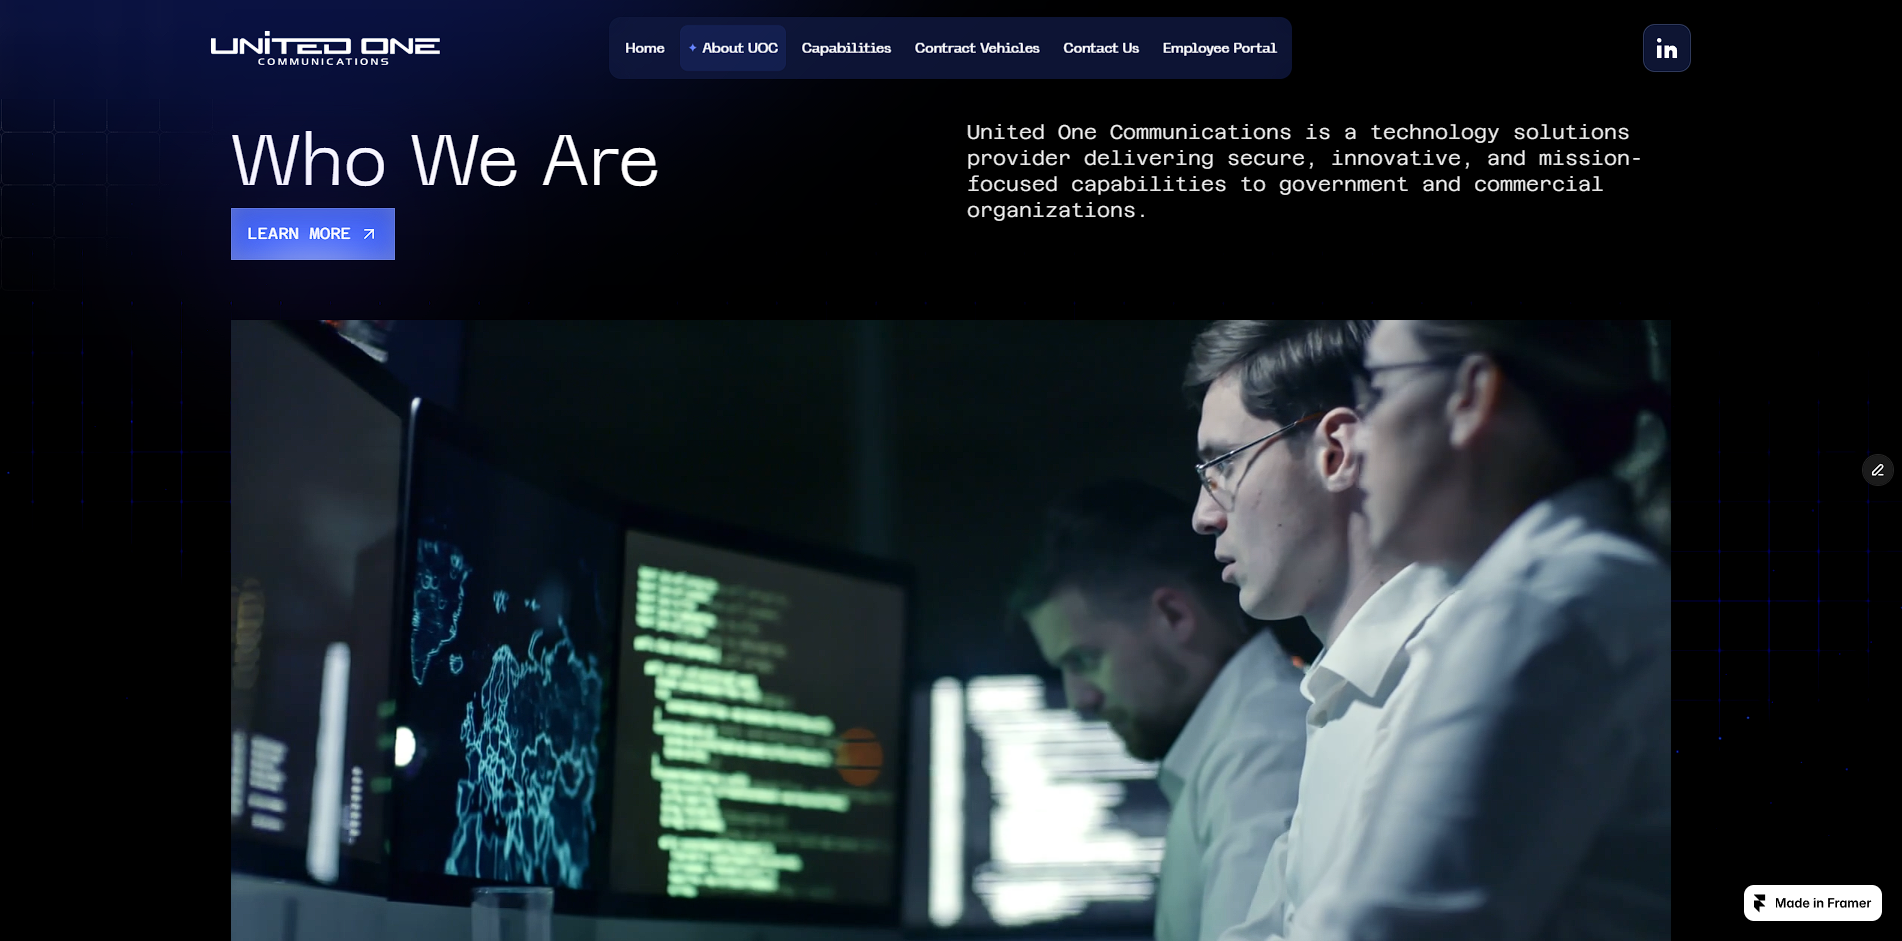 UNITED ONE
COMMUNICATIONS
Home
About UOC
Capabilities
Contract Vehicles
Contact Us
Employee Portal
in
Who We Are
LEARN MORE
United One Communications is a technology solutions
provider delivering secure, innovative, and mission-
focused capabilities to government and commercial
organizations.
Made in Framer